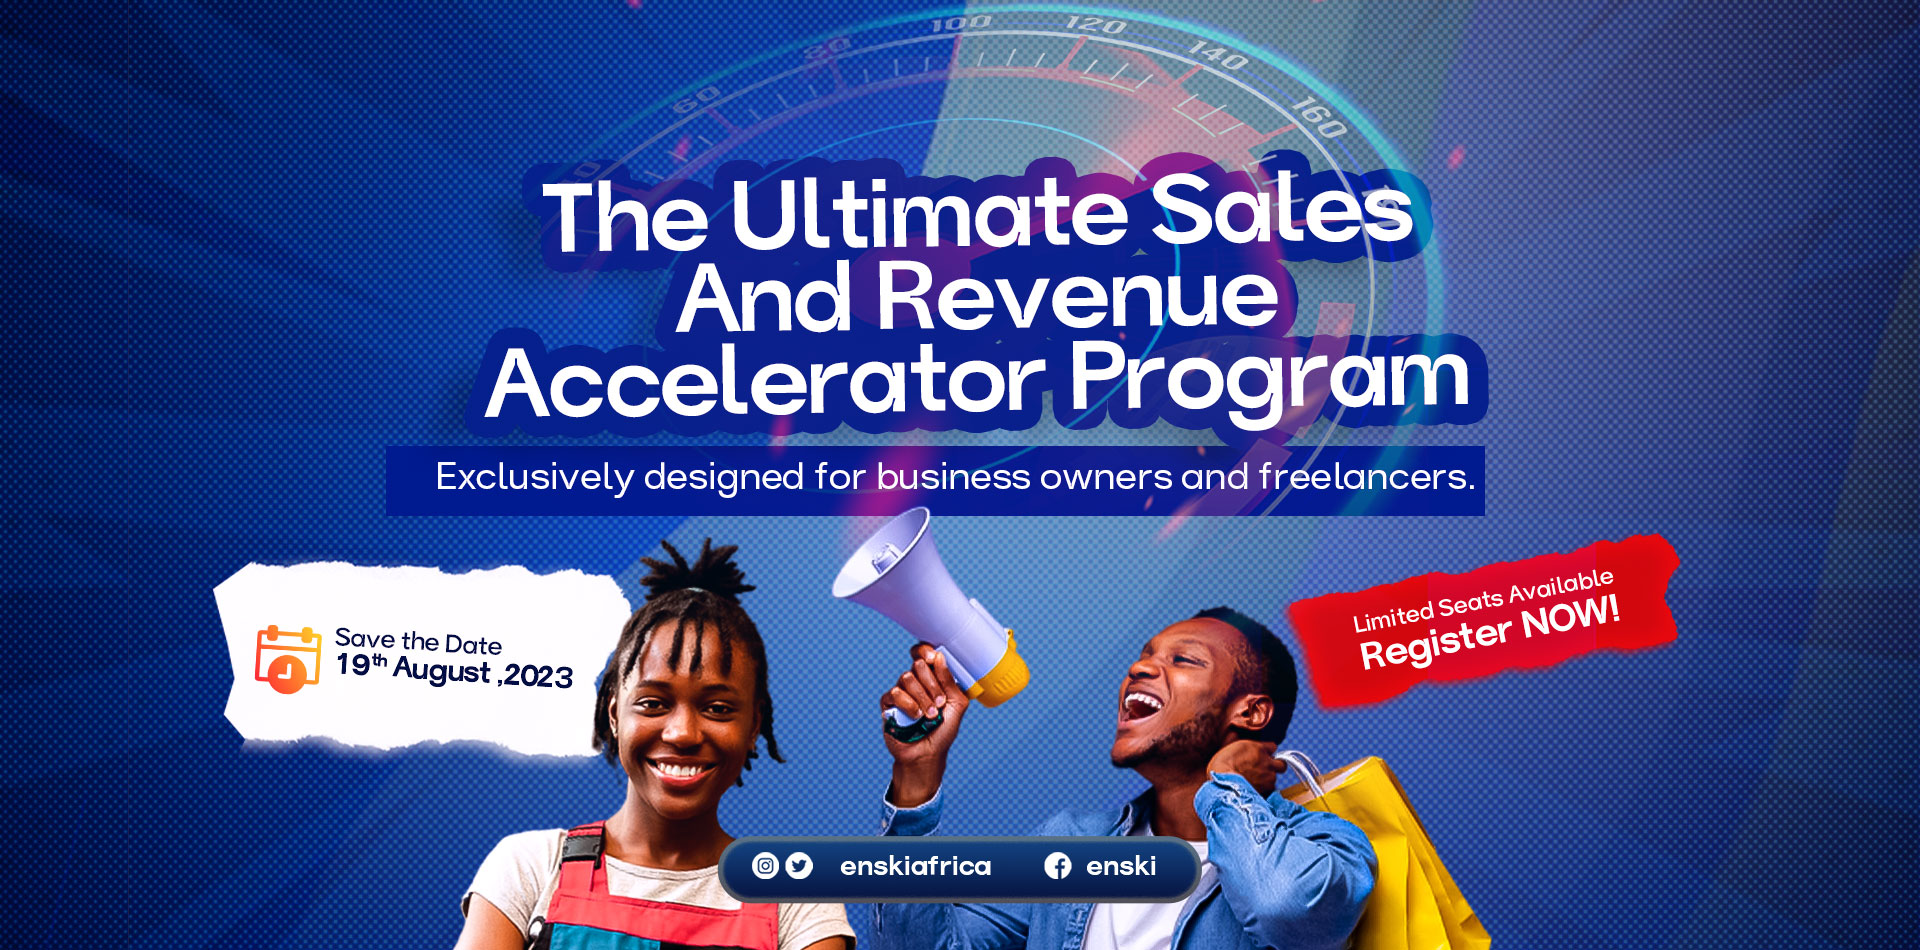 60 80 100 120 140 160
The Ultimate Sales
And Revenue
Accelerator Program
Exclusively designed for business owners and freelancers.
Save the Date
19th August ,2023
Limited Seats Available
Register NOW!
enskiafrica enski